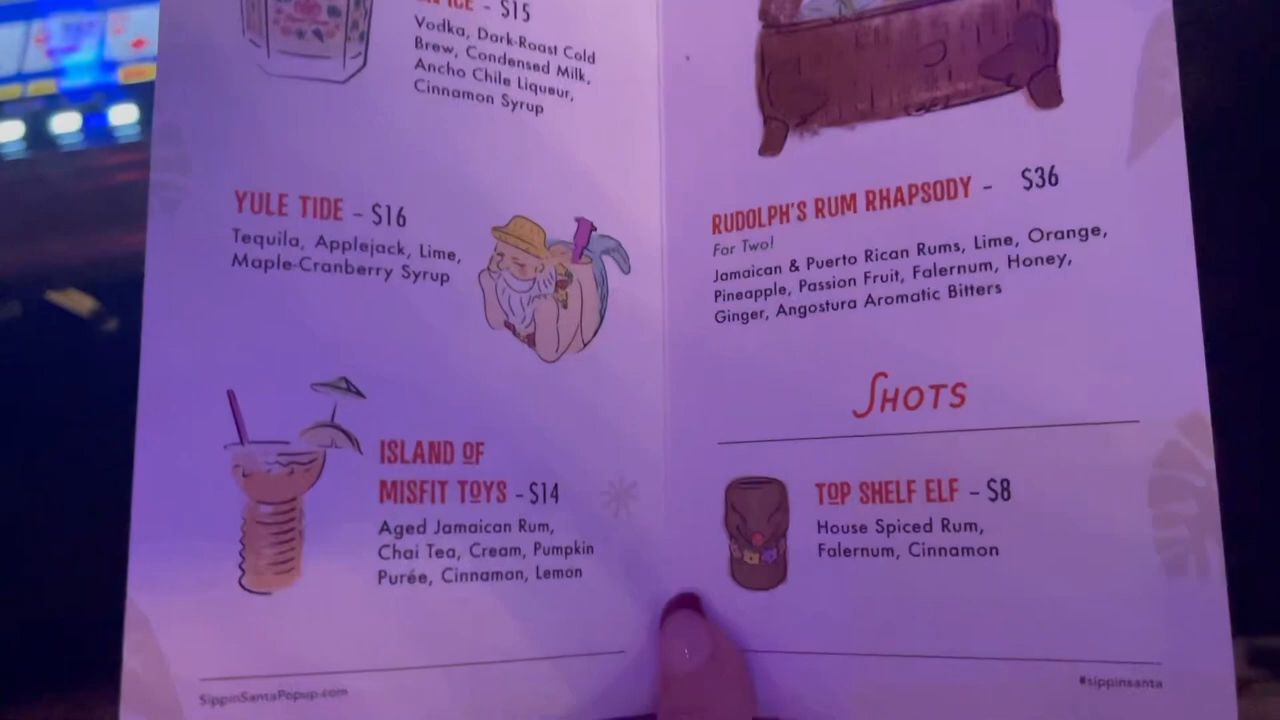 ICE - $15
Vodka, Dark-Roast Cold
Brew, Condensed Milk,
Ancho Chile Liqueur,
Cinnamon Syrup
YULE TIDE - $16
Tequila, Applejack, Lime,
Maple-Cranberry Syrup
ISLAND OF
MISFIT TOYS - $14
Aged Jamaican Rum,
Chai Tea, Cream, Pumpkin
Purée, Cinnamon, Lemon
SippinSantaPopup.com
RUDOLPH'S RUM RHAPSODY - $36
For Two!
Jamaican & Puerto Rican Rums, Lime, Orange,
Pineapple, Passion Fruit, Falernum, Honey,
Ginger, Angostura Aromatic Bitters
SHOTS
TOP SHELF ELF - $8
House Spiced Rum,
Falernum, Cinnamon
#sippinsanta